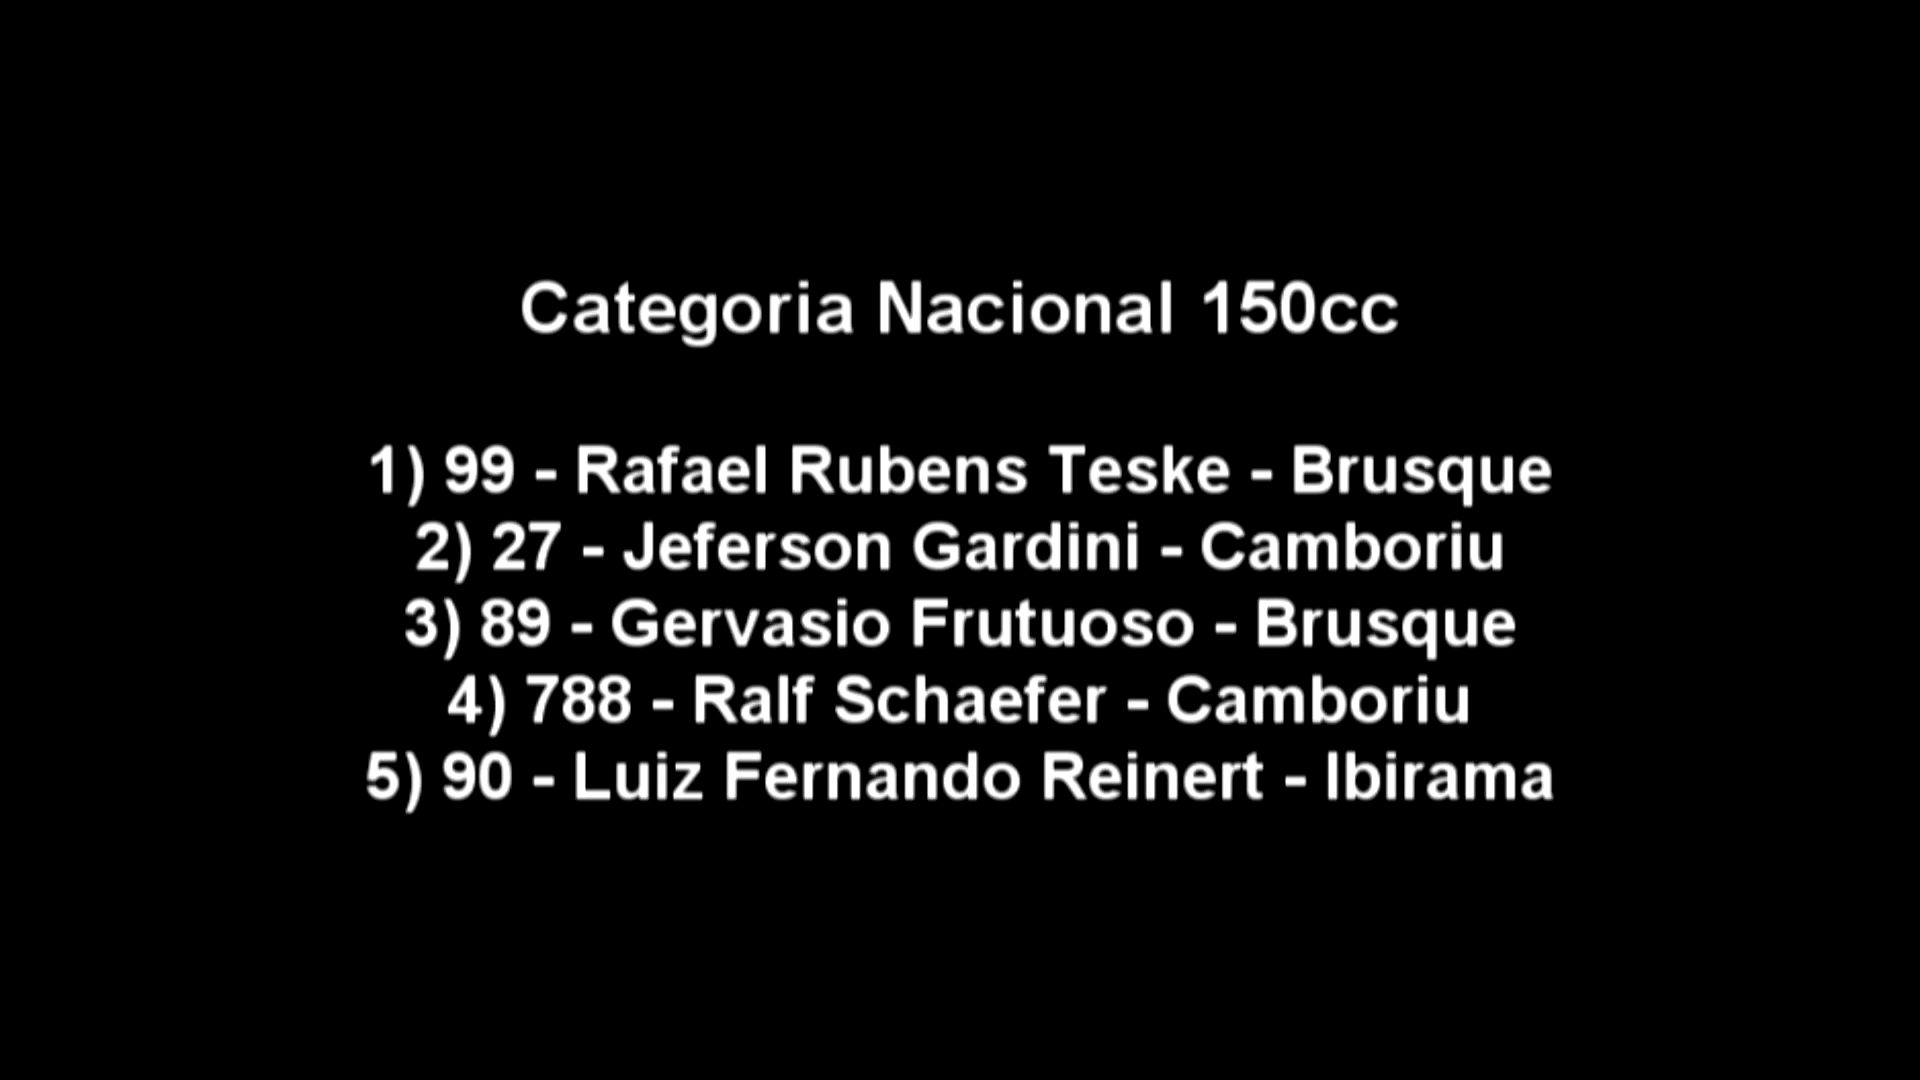 Categoria Nacional 150cc
1) 99 - Rafael Rubens Teske - Brusque
2) 27 - Jeferson Gardini - Camboriu
3) 89 - Gervasio Frutuoso - Brusque
4) 788 - Ralf Schaefer - Camboriu
5) 90 - Luiz Fernando Reinert - Ibirama